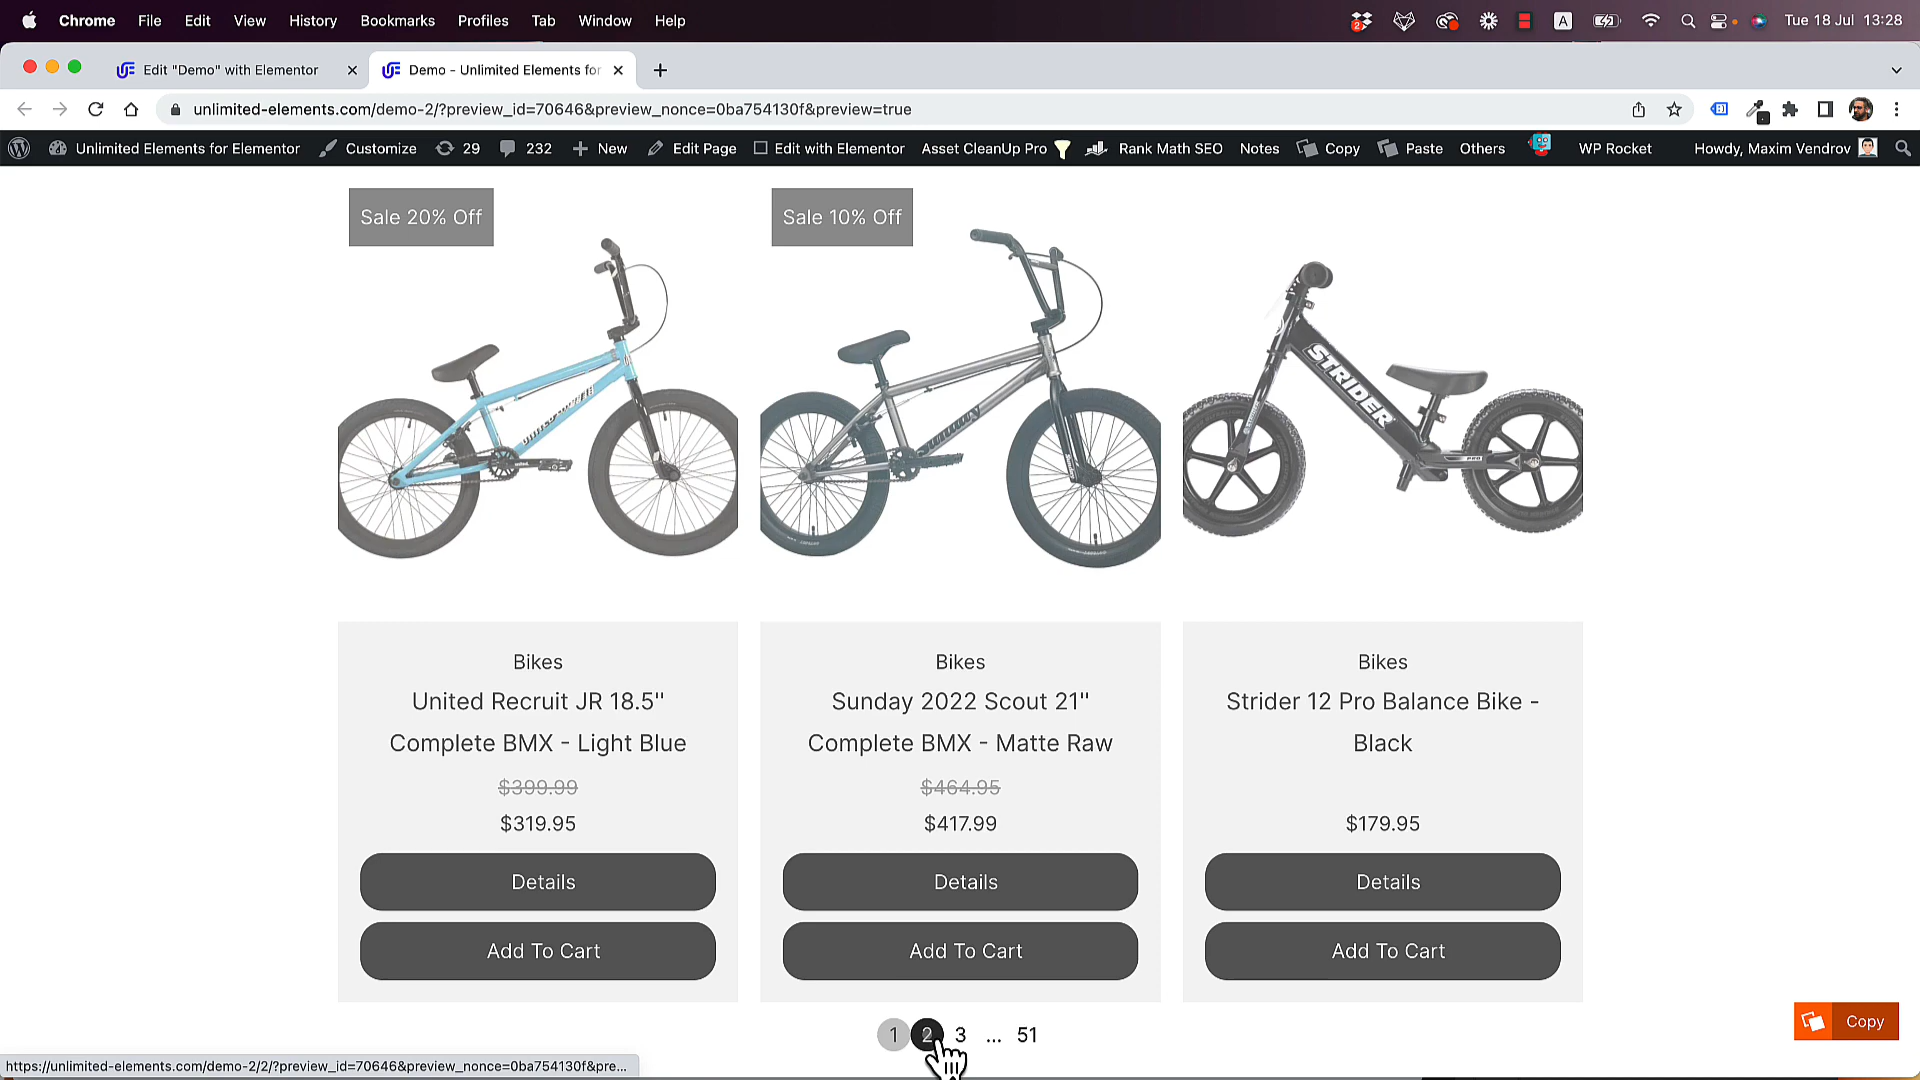 Chrome File Edit View History Bookmarks Profiles Tab Window Help 2 A Tue 18 Jul 13:28
Edit "Demo" with Elementor
Demo - Unlimited Elements for
unlimited-elements.com/demo-2/?preview_id=70646&preview_nonce=0ba754130f&preview=true
Unlimited Elements for Elementor Customize 29 232 New Edit Page Edit with Elementor Asset CleanUp Pro Rank Math SEO Notes Copy Paste Others WP Rocket Howdy, Maxim Vendrov
Sale 20% Off
Sale 10% Off
STRIDER
Bikes
United Recruit JR 18.5''
Complete BMX - Light Blue
$399.99
$319.95
Details
Add To Cart
Bikes
Sunday 2022 Scout 21''
Complete BMX - Matte Raw
$464.95
$417.99
Details
Add To Cart
Bikes
Strider 12 Pro Balance Bike -
Black
$179.95
Details
Add To Cart
1 2 3 ... 51
Copy
https://unlimited-elements.com/demo-2/2/?preview_id=70646&preview_nonce=0ba754130f&pre...